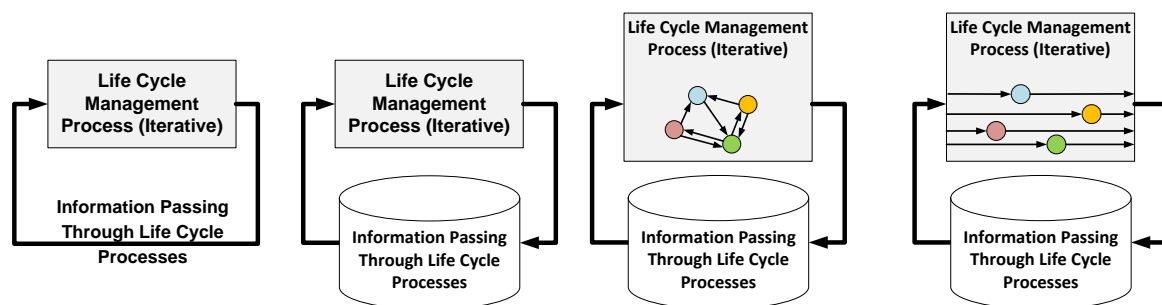 Life Cycle
Management
Process (Iterative)
Information Passing
Through Life Cycle
Processes
Life Cycle
Management
Process (Iterative)
Information Passing
Through Life Cycle
Processes
Life Cycle Management
Process (Iterative)
Information Passing
Through Life Cycle
Processes
Life Cycle Management
Process (Iterative)
Information Passing
Through Life Cycle
Processes